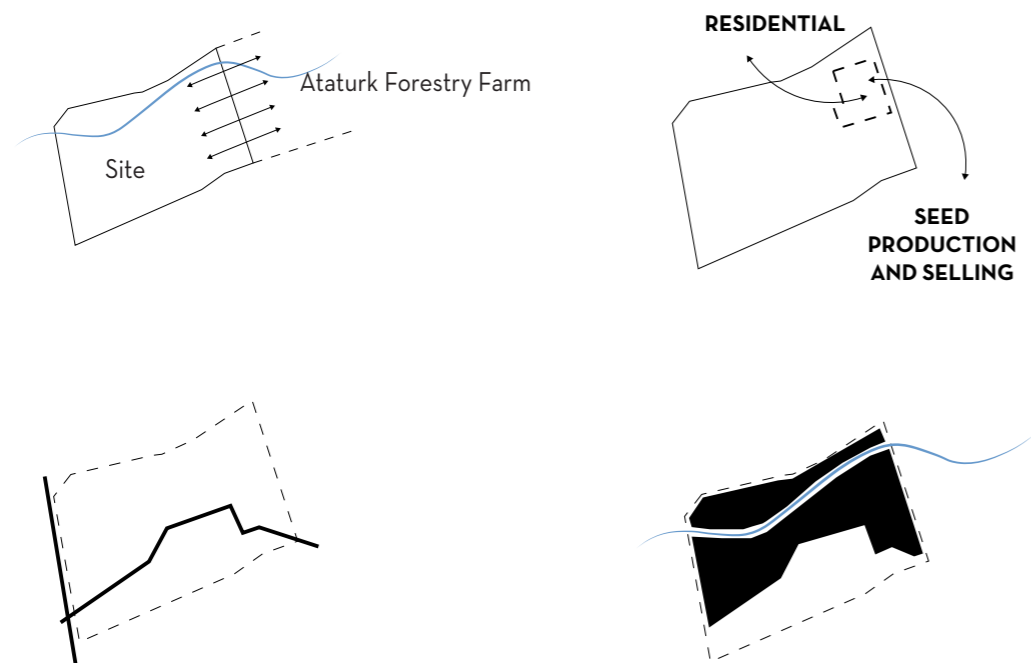 RESIDENTIAL
Ataturk Forestry Farm
Site
SEED
PRODUCTION
AND SELLING